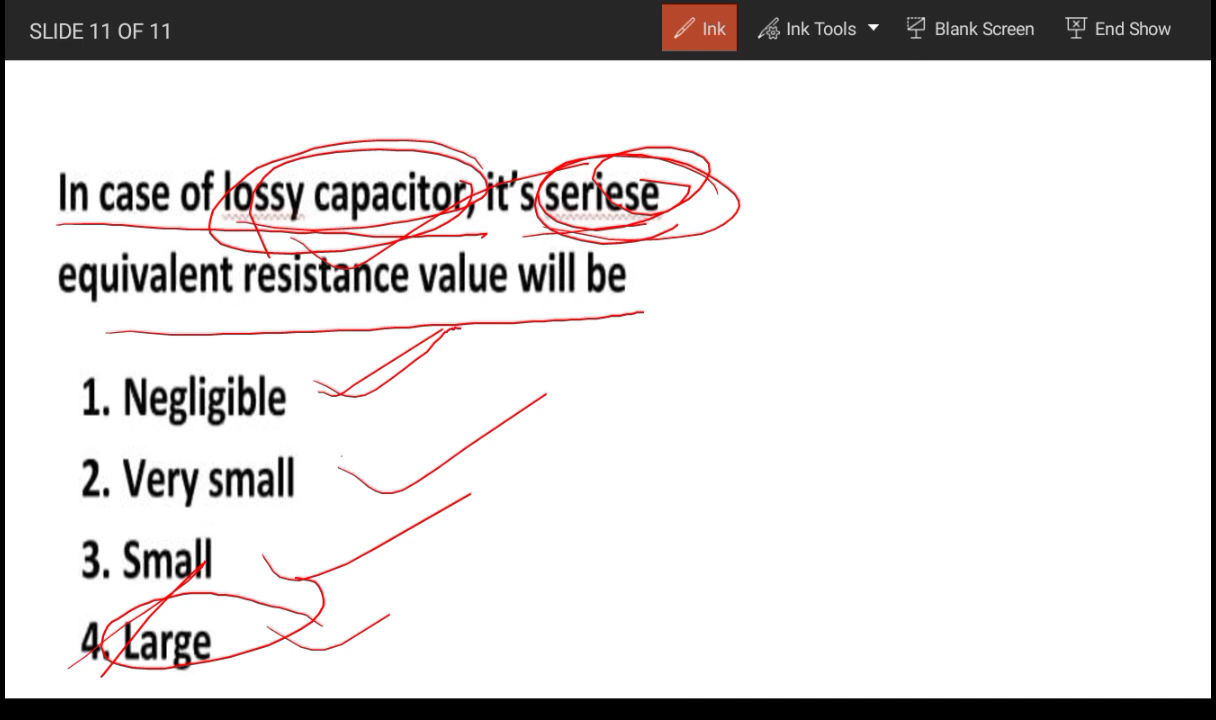 SLIDE 11 OF 11
Ink
Ink Tools
Blank Screen
End Show
In case of lossy capacitor, it's seriese
equivalent resistance value will be
1. Negligible
2. Very small
3. Small
4. Large